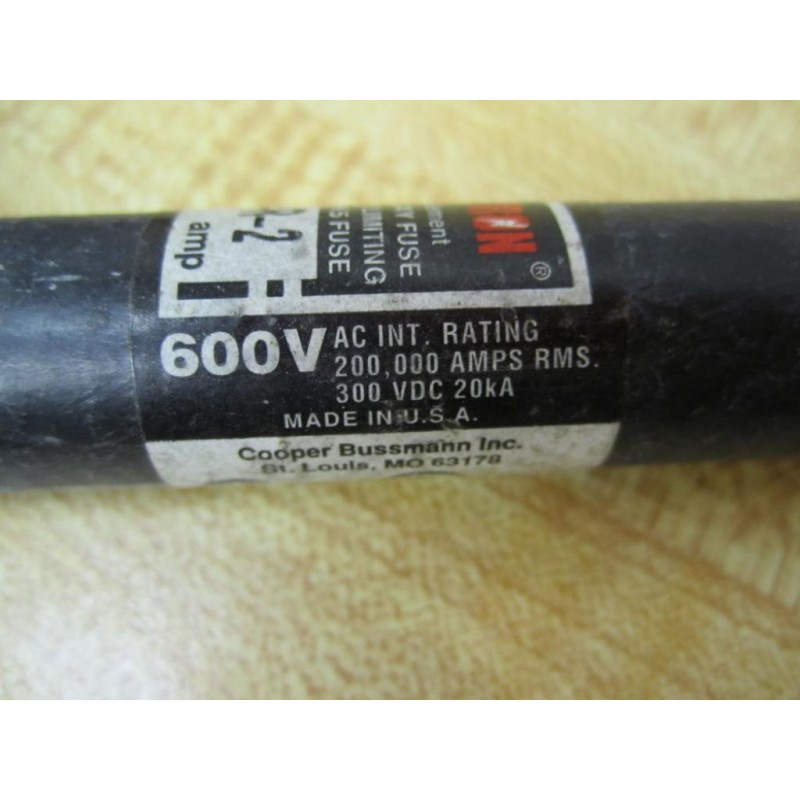 amp
FUSE
600V AC INT. RATING
200,000 AMPS RMS.
300 VDC 20kA
MADE IN U.S.A.
Cooper Bussmann Inc.
St. Louis, MO 63178
®